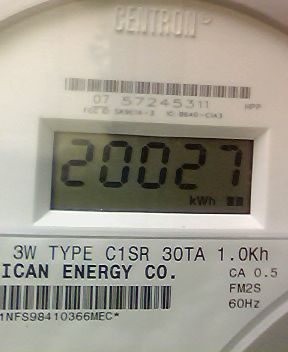 CENTRON
07 57245311
HPP
20027
kWh
3W TYPE C1SR 30TA 1.0Kh
ICAN ENERGY CO.
CA 0.5
FM2S
60Hz
1NFS98410366MEC*